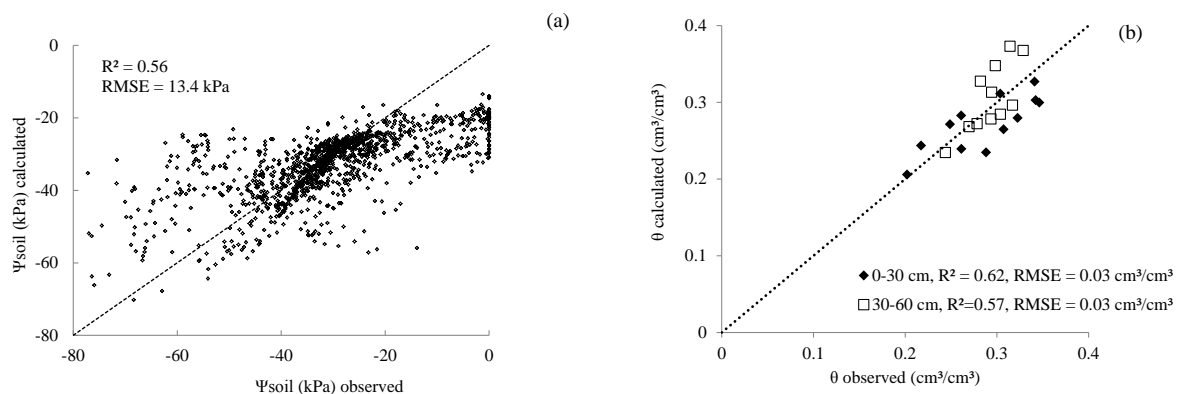 (a)
R² = 0.56
RMSE = 13.4 kPa
0
-20
-40
-60
-80
Ψsoil (kPa) calculated
-80 -60 -40 -20 0
Ψsoil (kPa) observed
(b)
0.4
0.3
0.2
0.1
0
θ calculated (cm³/cm³)
0-30 cm, R² = 0.62, RMSE = 0.03 cm³/cm³
30-60 cm, R²=0.57, RMSE = 0.03 cm³/cm³
0 0.1 0.2 0.3 0.4
θ observed (cm³/cm³)